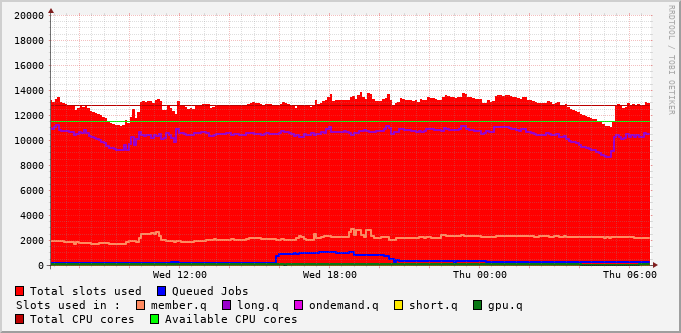 20000
18000
16000
14000
12000
10000
8000
6000
4000
2000
0
Wed 12:00 Wed 18:00 Thu 00:00 Thu 06:00
Total slots used Queued Jobs
Slots used in : member.q long.q ondemand.q short.q gpu.q
Total CPU cores Available CPU cores
RRDTOOL / TOBI OETIKER